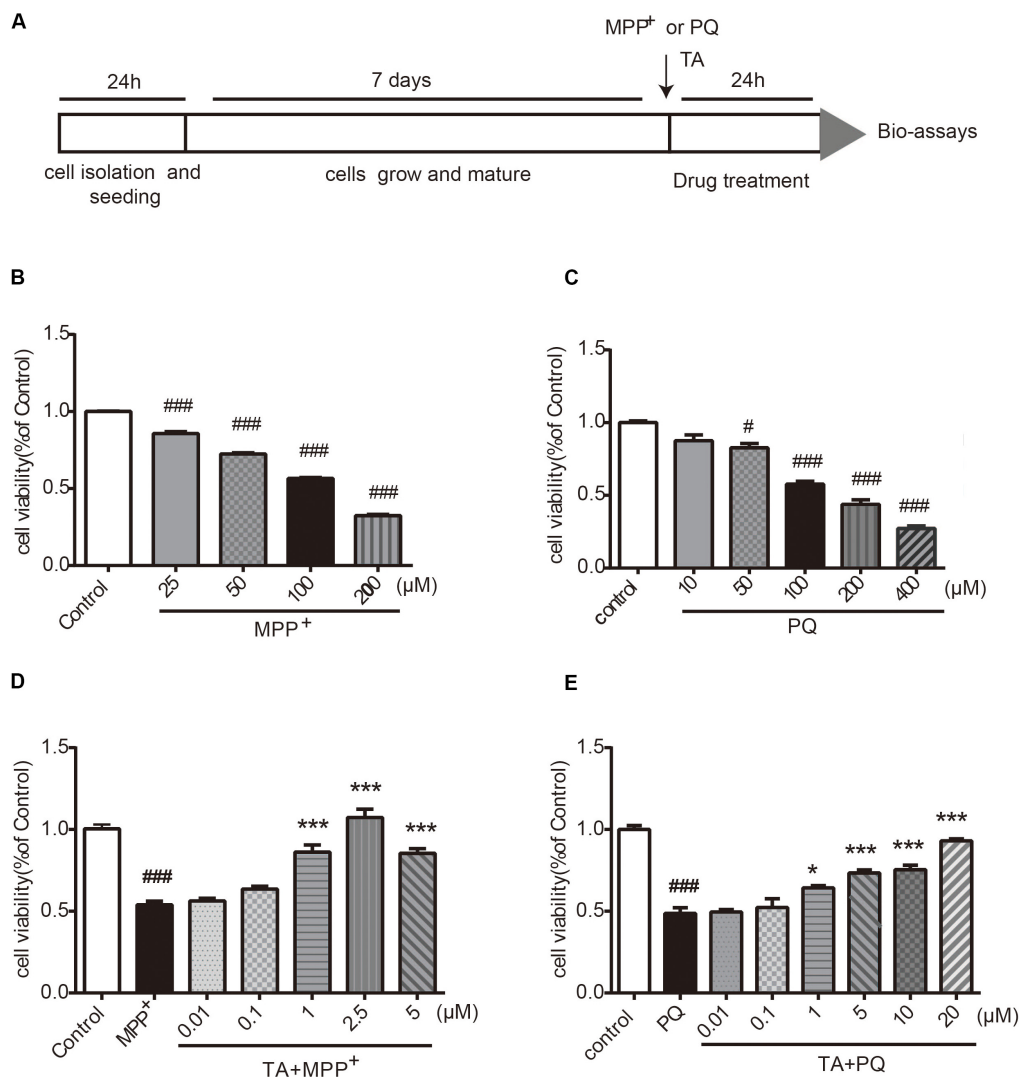 A
MPP+ or PQ
TA
24h
7 days
24h
Bio-assays
cell isolation and
seeding
cells grow and mature
Drug treatment
B
cell viability(%of Control)
1.5
1.0
0.5
0.0
###
###
###
###
Control
25
50
100
200
(μM)
MPP+
C
cell viability(%of Control)
1.5
1.0
0.5
0.0
#
###
###
###
control
10
50
100
200
400
(μM)
PQ
D
cell viability(%of Control)
1.5
1.0
0.5
0.0
###
***
***
***
Control
MPP+
0.01
0.1
1
2.5
5
(μM)
TA+MPP+
E
cell viability(%of Control)
1.5
1.0
0.5
0.0
###
*
***
***
***
control
PQ
0.01
0.1
1
5
10
20
(μM)
TA+PQ